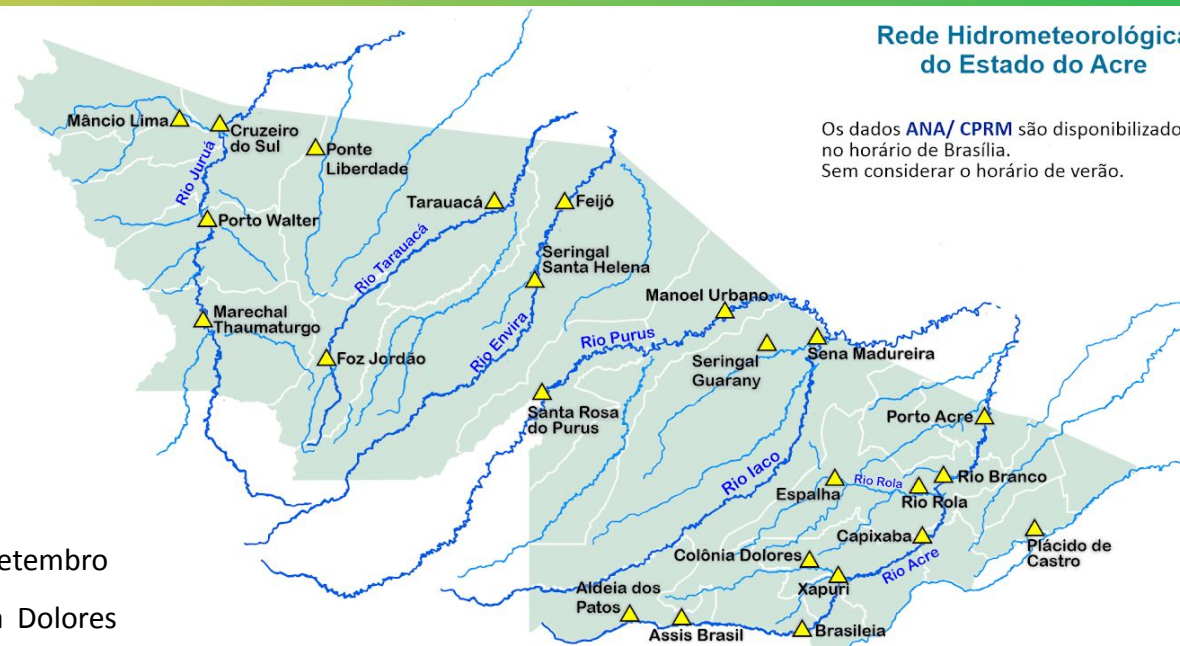 Rede Hidrometeorológica
do Estado do Acre
Os dados ANA/ CPRM são disponibilizado
no horário de Brasília.
Sem considerar o horário de verão.
Mâncio Lima
Cruzeiro
do Sul
Ponte
Liberdade
Rio Juruá
Porto Walter
Tarauacá
Feijó
Rio Tarauacá
Seringal
Santa Helena
Manoel Urbano
Marechal
Thaumaturgo
Rio Envira
Rio Purus
Foz Jordão
Seringal
Guarany
Sena Madureira
Santa Rosa
do Purus
Porto Acre
Rio Iaco
Espalha
Rio Rola
Rio Rola
Rio Branco
Capixaba
Plácido de
Castro
Colônia Dolores
Rio Acre
Xapuri
Aldeia dos
Patos
Assis Brasil
Brasileia
etembro
Dolores